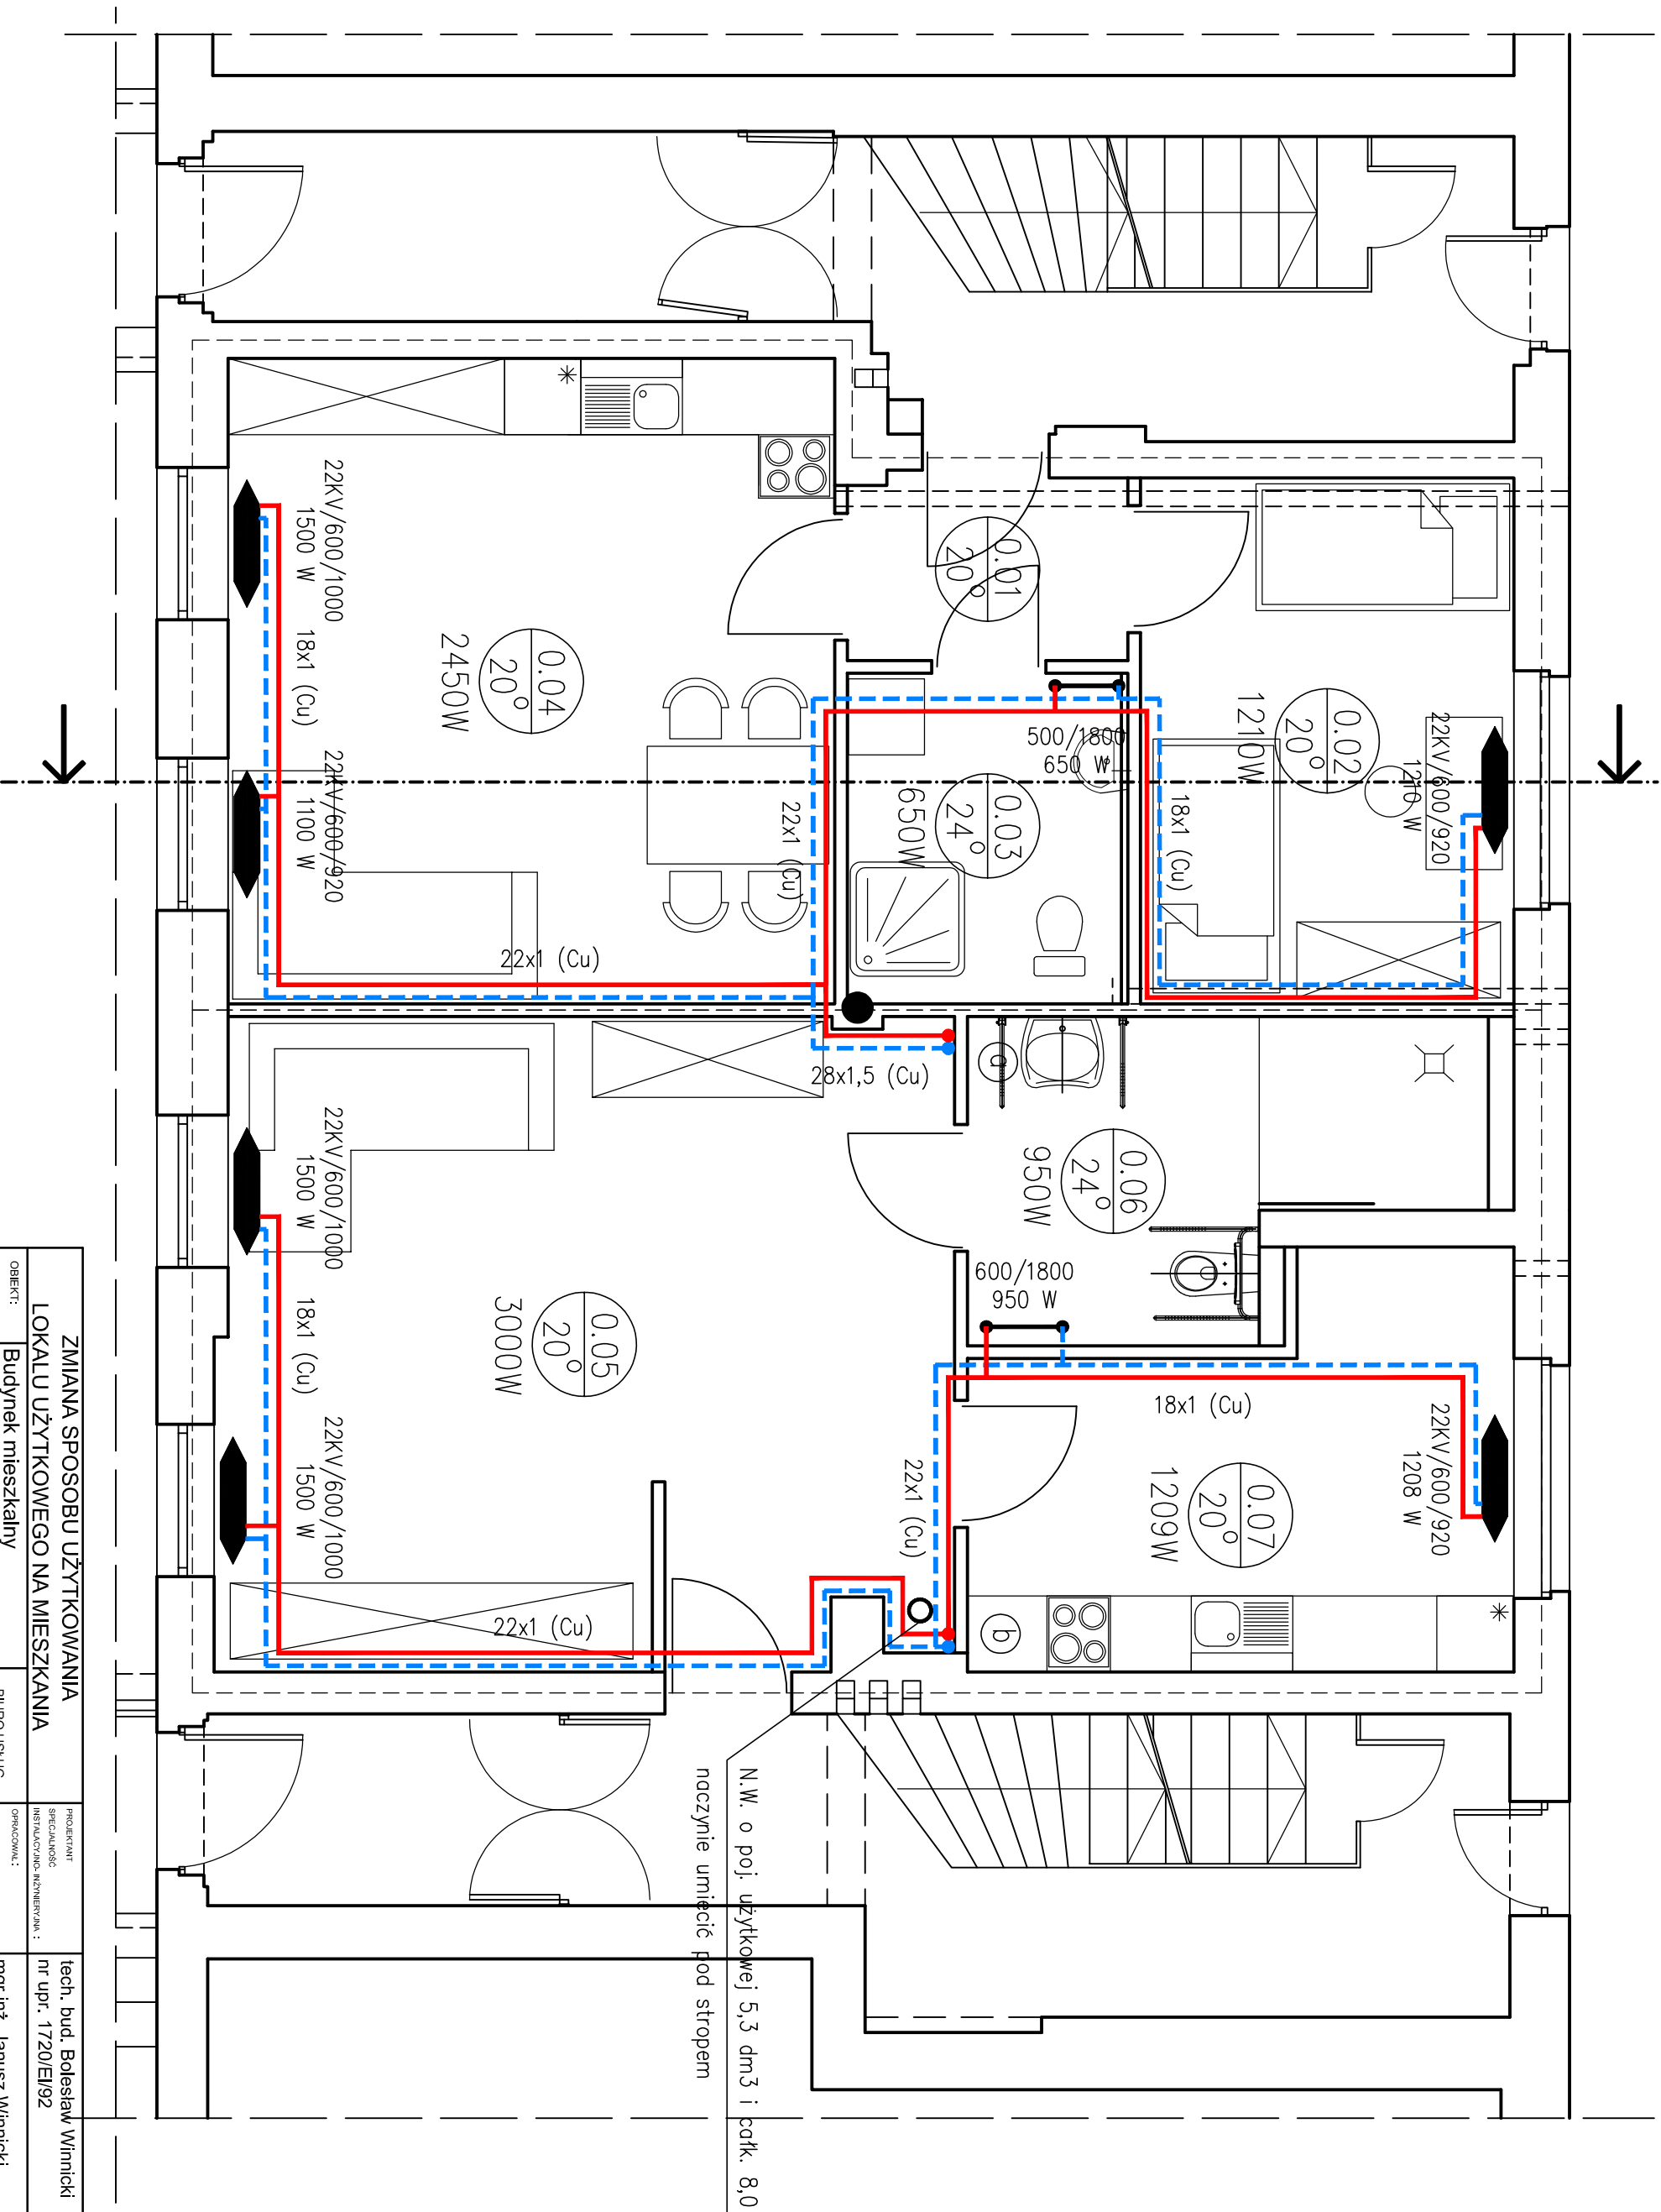 22KV/600/1000
1500 W
18x1 (Cu)
22KV/600/920
1100 W
0.04
20°
2450W
22x1 (Cu)
22x1 (Cu)
0.01
20°
500/1800
650 W
0.03
24°
650W
0.02
20°
1210W
22KV/600/920
1210 W
18x1 (Cu)
28x1,5 (Cu)
a
0.06
24°
950W
600/1800
950 W
22KV/600/1000
1500 W
18x1 (Cu)
22KV/600/1000
1500 W
0.05
20°
3000W
22x1 (Cu)
22x1 (Cu)
18x1 (Cu)
22KV/600/920
1208 W
0.07
20°
1209W
b
N.W. o poj. użytkowej 5,3 dm3 i całk. 8,0
naczynie umiecić pod stropem
ZMIANA SPOSOBU UŻYTKOWANIA
LOKALU UŻYTKOWEGO NA MIESZKANIA
OBIEKT:
Budynek mieszkalny
PROJEKTANT
SPECJALNOŚĆ
INSTALACYJNO- INŻYNIERYJNA :
tech. bud. Bolesław Winnicki
nr upr. 1720/El/92
OPRACOWAŁ:
mgr inż. Janusz Winnicki